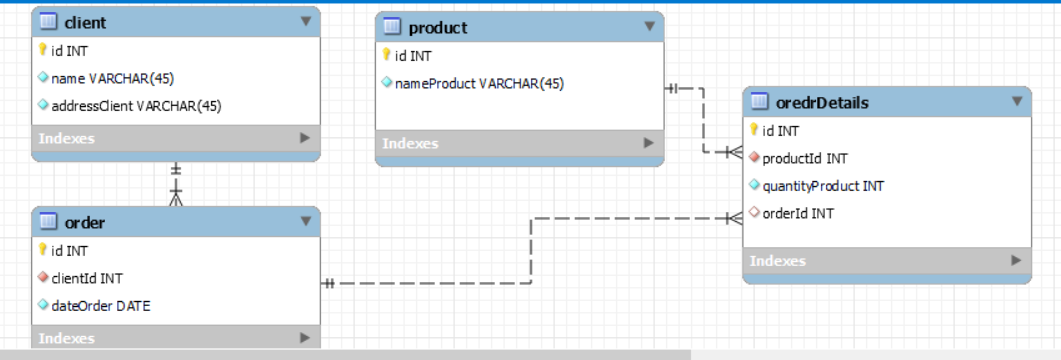 client
id INT
name VARCHAR(45)
addressClient VARCHAR(45)
Indexes
product
id INT
nameProduct VARCHAR(45)
Indexes
oredrDetails
id INT
productId INT
quantityProduct INT
orderId INT
Indexes
order
id INT
clientId INT
dateOrder DATE
Indexes